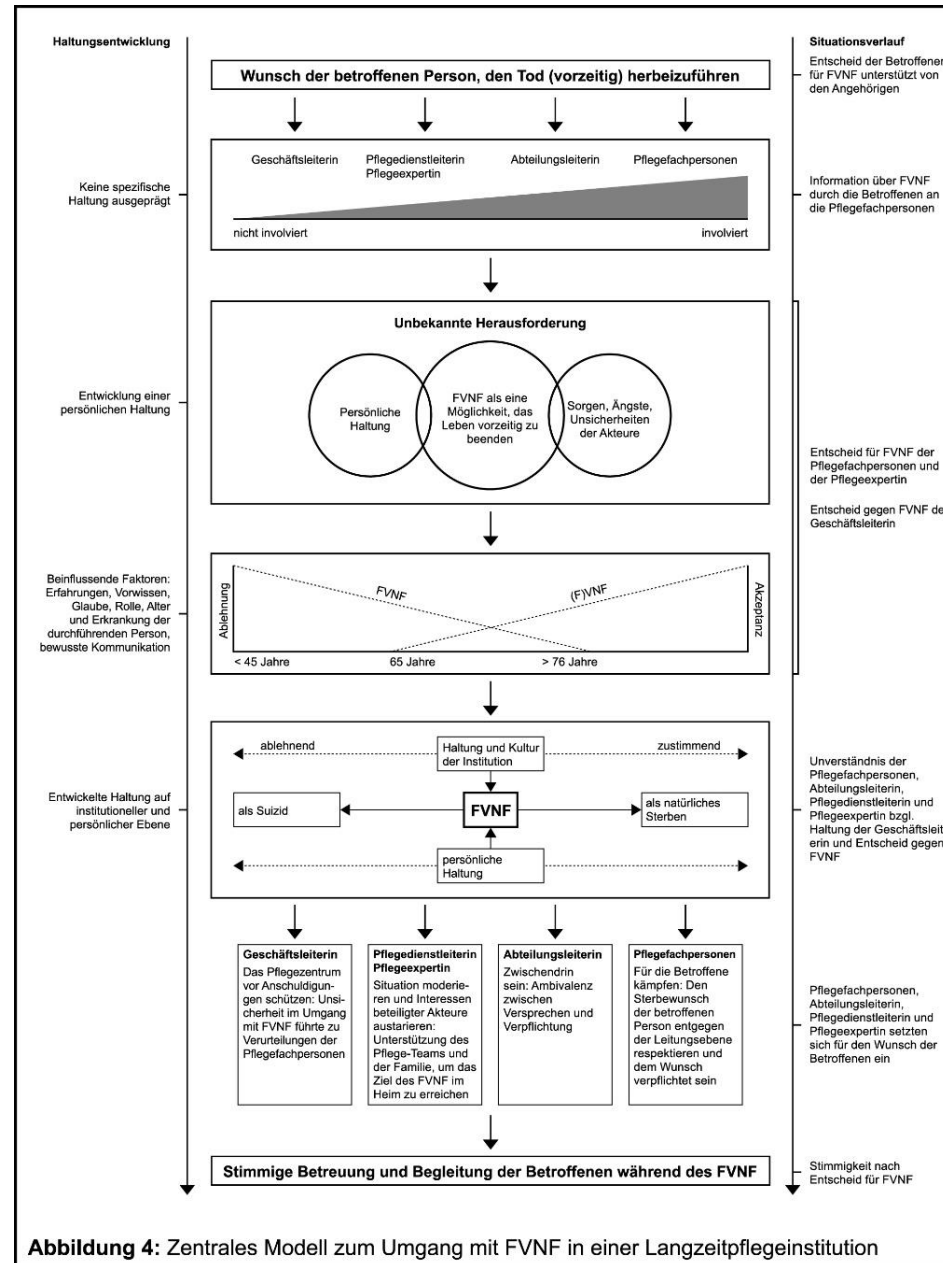 Haltungsentwicklung
Situationsverlauf
Wunsch der betroffenen Person, den Tod (vorzeitig) herbeizuführen
Entscheid der Betroffenen
für FVNF unterstützt von
den Angehörigen
Geschäftsleiterin
Pflegedienstleiterin
Pflegeexpertin
Abteilungsleiterin
Pflegefachpersonen
Keine spezifische
Haltung ausgeprägt
nicht involviert
involviert
Information über FVNF
durch die Betroffenen an
die Pflegefachpersonen
Unbekannte Herausforderung
Entwicklung einer
persönlichen Haltung
Persönliche
Haltung
FVNF als eine
Möglichkeit, das
Leben vorzeitig zu
beenden
Sorgen, Ängste,
Unsicherheiten
der Akteure
Entscheid für FVNF der
Pflegefachpersonen und
der Pflegeexpertin
Entscheid gegen FVNF de
Geschäftsleiterin
Beinflussende Faktoren:
Erfahrungen, Vorwissen,
Glaube, Rolle, Alter
und Erkrankung der
durchführenden Person,
bewusste Kommunikation
Ablehnung
FVNF
(F)VNF
Akzeptanz
< 45 Jahre
65 Jahre
> 76 Jahre
Entwickelte Haltung auf
institutioneller und
persönlicher Ebene
ablehnend
Haltung und Kultur
der Institution
zustimmend
als Suizid
FVNF
als natürliches
Sterben
persönliche
Haltung
Unverständnis der
Pflegefachpersonen,
Abteilungsleiterin,
Pflegedienstleiterin und
Pflegeexpertin bzgl.
Haltung der Geschäftsleit
erin und Entscheid gegen
FVNF
Geschäftsleiterin
Das Pflegezentrum
vor Anschuldigun-
gen schützen: Unsi-
cherheit im Umgang
mit FVNF führte zu
Verurteilungen der
Pflegefachpersonen
Pflegedienstleiterin
Pflegeexpertin
Situation moderie-
ren und Interessen
beteiligter Akteure
austarieren:
Unterstützung des
Pflege-Teams und
der Familie, um das
Ziel des FVNF im
Heim zu erreichen
Abteilungsleiterin
Zwischendrin
sein: Ambivalenz
zwischen
Versprechen und
Verpflichtung
Pflegefachpersonen
Für die Betroffene
kämpfen: Den
Sterbewunsch
der betroffenen
Person entgegen
der Leitungsebene
respektieren und
dem Wunsch
verpflichtet sein
Pflegefachpersonen,
Abteilungsleiterin,
Pflegedienstleiterin und
Pflegeexpertin setzten
sich für den Wunsch der
Betroffenen ein
Stimmige Betreuung und Begleitung der Betroffenen während des FVNF
Stimmigkeit nach
Entscheid für FVNF
Abbildung 4: Zentrales Modell zum Umgang mit FVNF in einer Langzeitpflegeinstitution